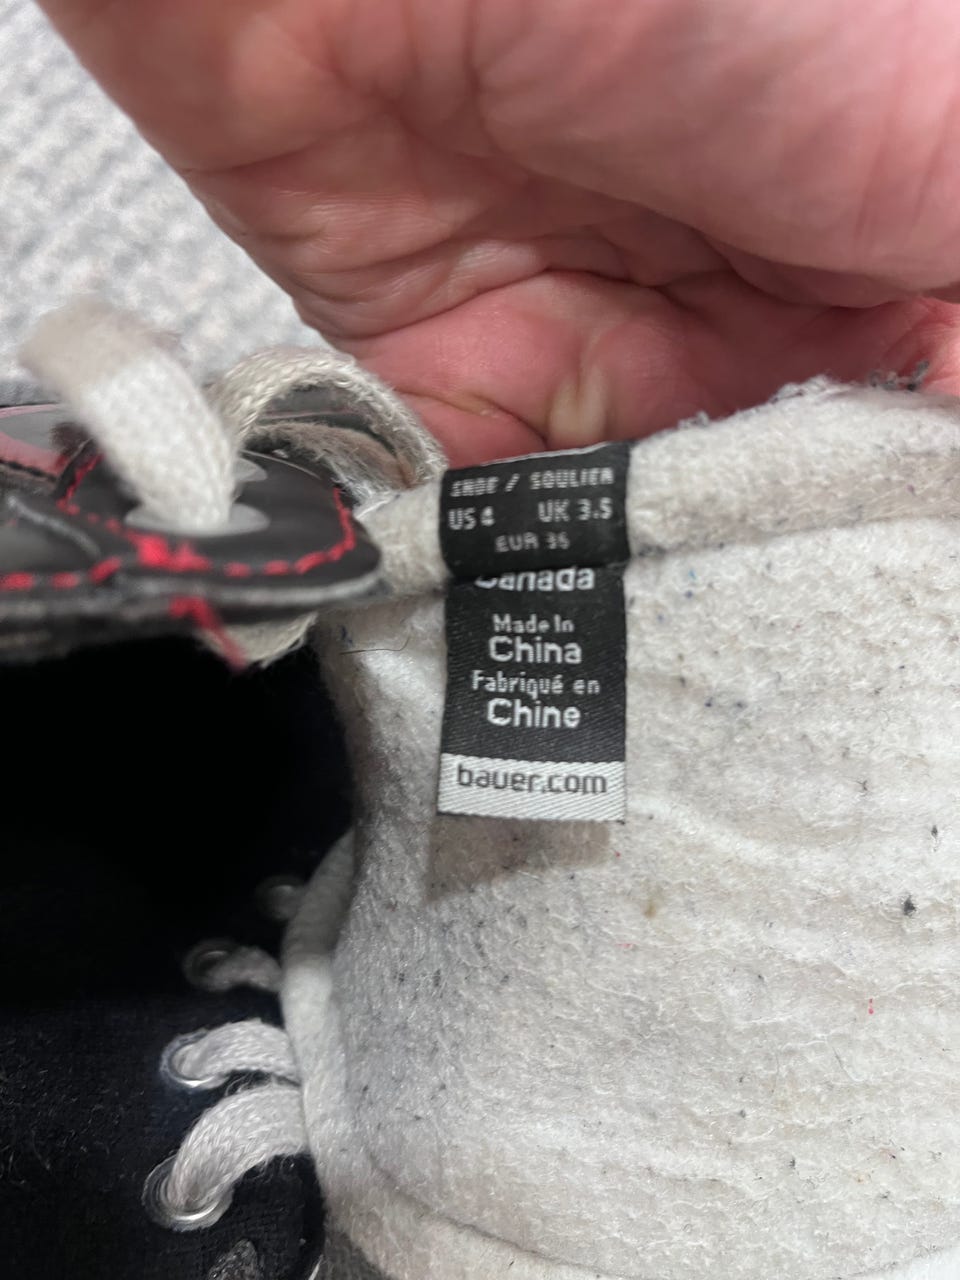 SHOE / SOULIER
US 4 UK 3.5
EUR 36
Canada
Made In
China
Fabriqué en
Chine
bauer.com